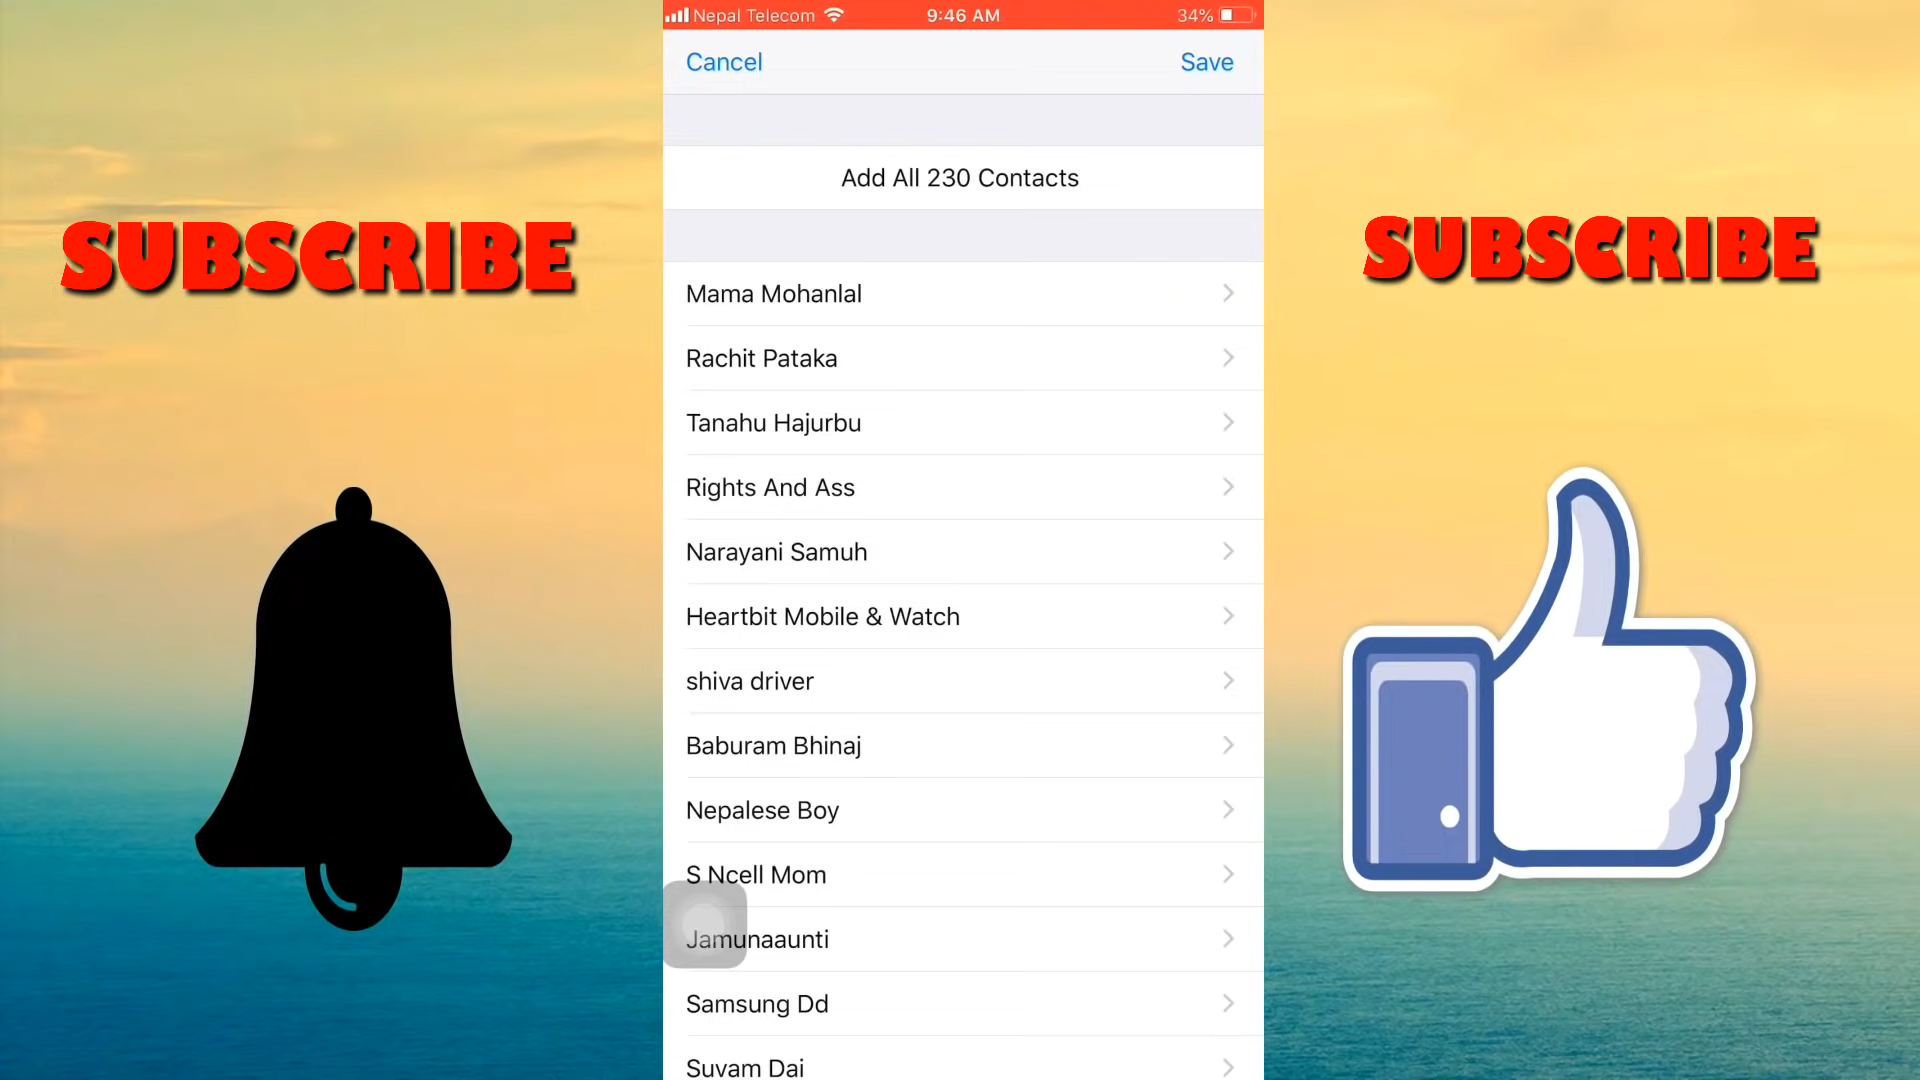 Nepal Telecom 9:46 AM 34%
Cancel Save
Add All 230 Contacts
SUBSCRIBE
SUBSCRIBE
Mama Mohanlal
Rachit Pataka
Tanahu Hajurbu
Rights And Ass
Narayani Samuh
Heartbit Mobile & Watch
shiva driver
Baburam Bhinaj
Nepalese Boy
S Ncell Mom
Jamunaaunti
Samsung Dd
Suvam Dai